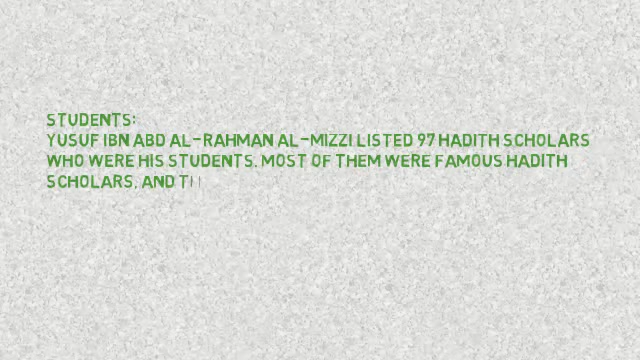 STUDENTS:
YUSUF IBN ABD AL-RAHMAN AL-MIZZI LISTED 97 HADITH SCHOLARS
WHO WERE HIS STUDENTS. MOST OF THEM WERE FAMOUS HADITH
SCHOLARS, AND